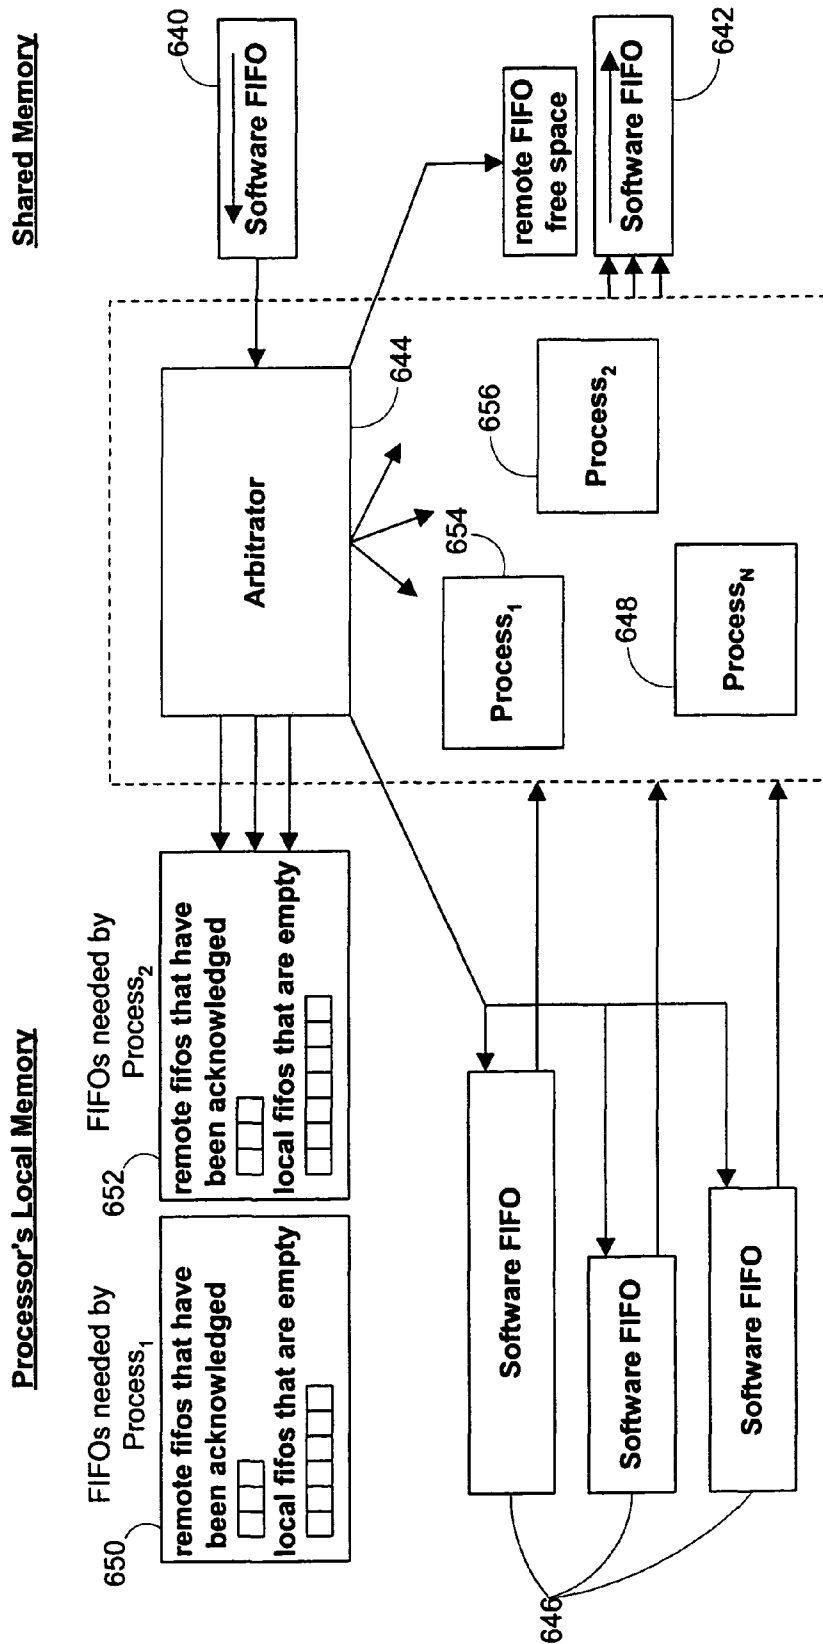 Processor's Local Memory
Shared Memory
FIFOs needed by
Process1
650
remote fifos that have
been acknowledged
local fifos that are empty
FIFOs needed by
Process2
652
remote fifos that have
been acknowledged
local fifos that are empty
Arbitrator
644
640
Software FIFO
remote FIFO
free space
Software FIFO
642
654
Process1
656
Process2
648
ProcessN
Software FIFO
Software FIFO
Software FIFO
646